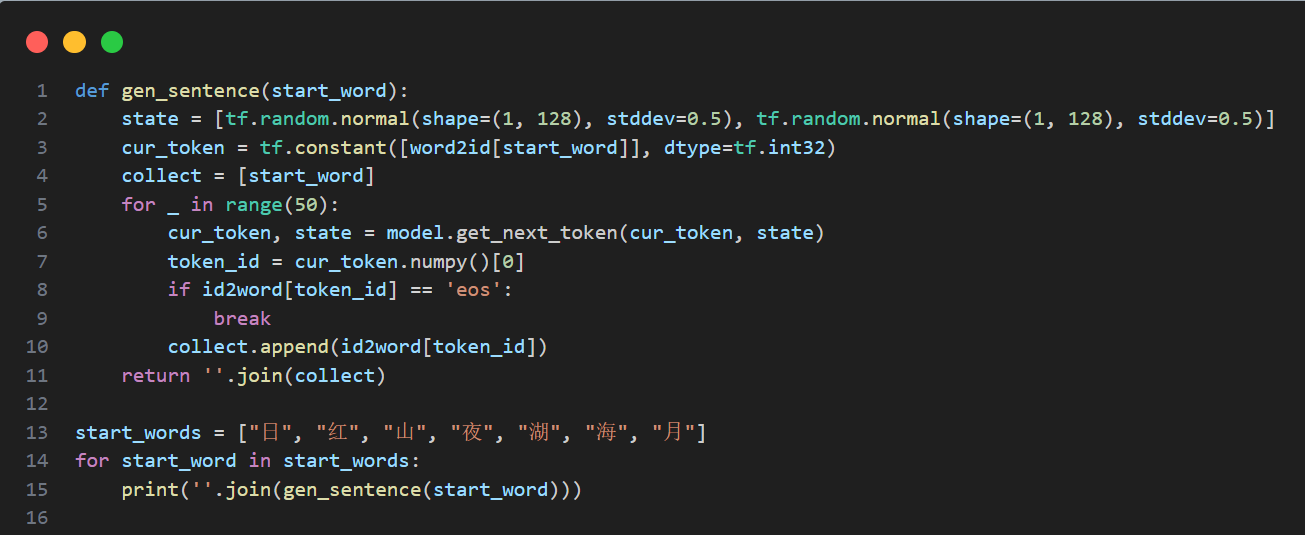 1 def gen_sentence(start_word):
2     state = [tf.random.normal(shape=(1, 128), stddev=0.5), tf.random.normal(shape=(1, 128), stddev=0.5)]
3     cur_token = tf.constant([word2id[start_word]], dtype=tf.int32)
4     collect = [start_word]
5     for _ in range(50):
6         cur_token, state = model.get_next_token(cur_token, state)
7         token_id = cur_token.numpy()[0]
8         if id2word[token_id] == 'eos':
9             break
10         collect.append(id2word[token_id])
11     return ''.join(collect)
12
13 start_words = ["日", "红", "山", "夜", "湖", "海", "月"]
14 for start_word in start_words:
15     print(''.join(gen_sentence(start_word)))
16